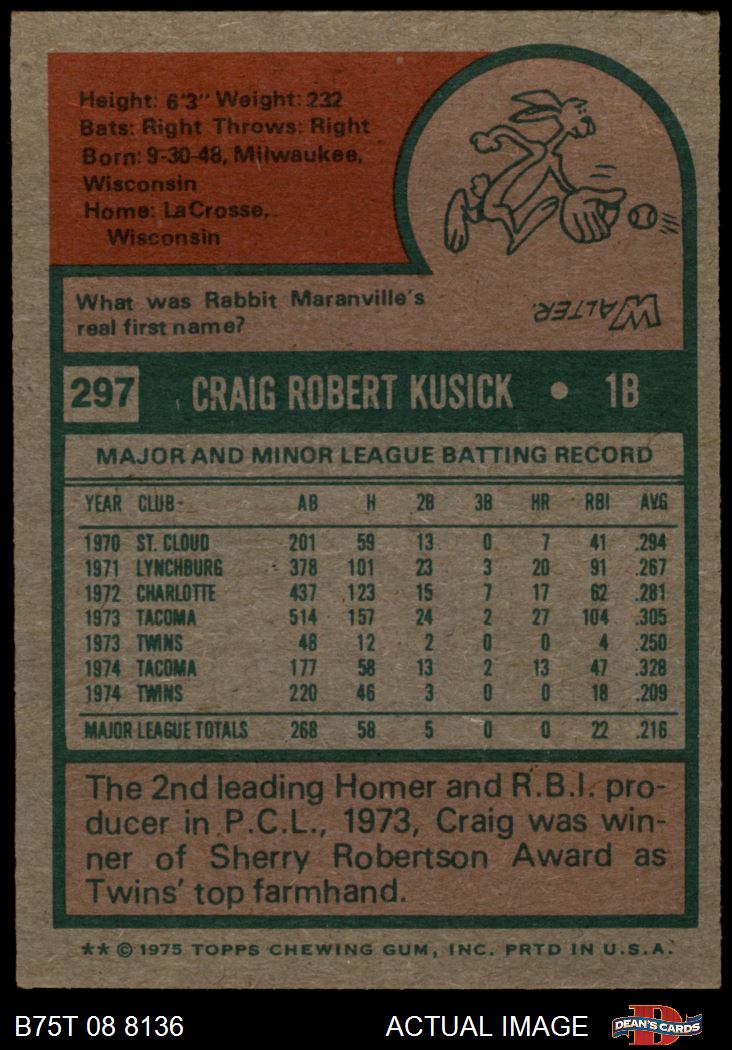 Height: 6'3" Weight: 232
Bats: Right Throws: Right
Born: 9-30-48, Milwaukee,
Wisconsin
Home: LaCrosse,
Wisconsin
What was Rabbit Maranville's
real first name?
WALTER.
297 CRAIG ROBERT KUSICK • 1B
MAJOR AND MINOR LEAGUE BATTING RECORD
YEAR CLUB AB H 2B 3B HR RBI AVG
1970 ST. CLOUD 201 59 13 0 7 41 .294
1971 LYNCHBURG 378 101 23 3 20 91 .267
1972 CHARLOTTE 437 123 15 7 17 62 .281
1973 TACOMA 514 157 24 2 27 104 .305
1973 TWINS 48 12 2 0 0 4 .250
1974 TACOMA 177 58 13 2 13 47 .328
1974 TWINS 220 46 3 0 0 18 .209
MAJOR LEAGUE TOTALS 268 58 5 0 0 22 .216
The 2nd leading Homer and R.B.I. pro-
ducer in P.C.L., 1973, Craig was win-
ner of Sherry Robertson Award as
Twins' top farmhand.
** © 1975 TOPPS CHEWING GUM, INC. PRTD IN U.S.A.
B75T 08 8136 ACTUAL IMAGE DEAN'S CARDS